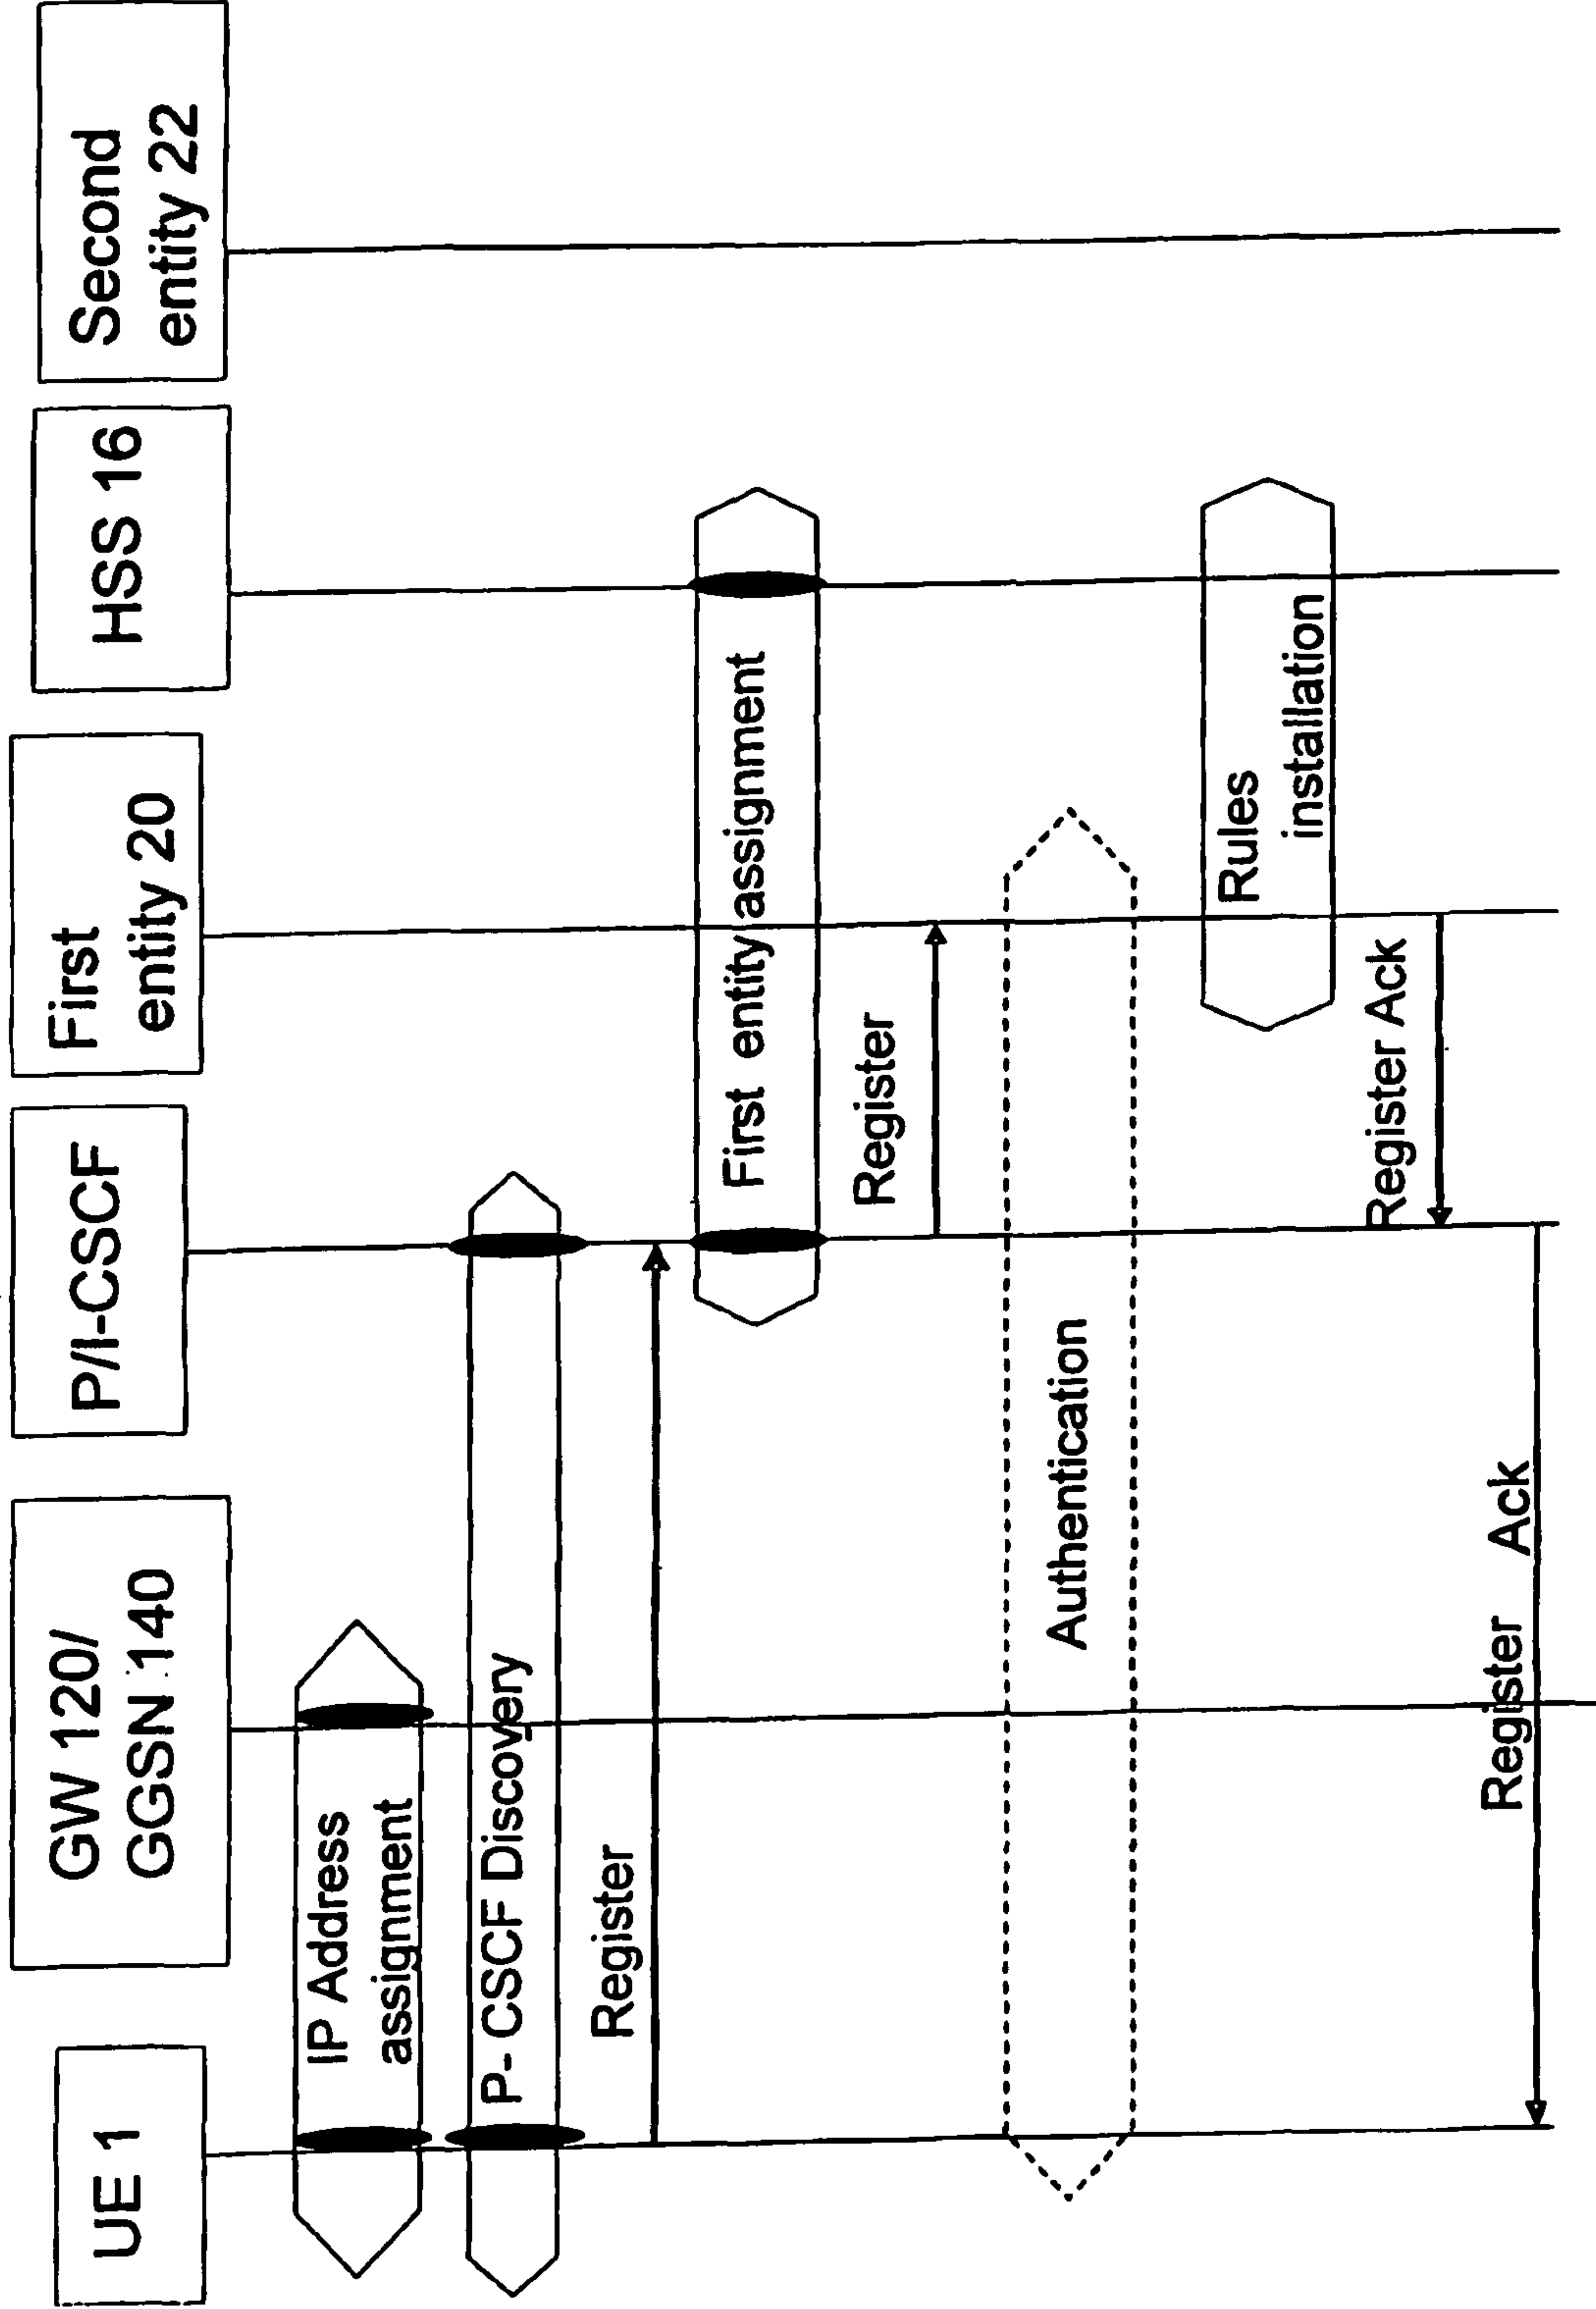 UE 1
GW 120/
GGSN 140
P/I-CSCF
First
entity 20
HSS 16
Second
entity 22
IP Address
assignment
P- CSCF Discovery
Register
First entity assignment
Register
Authentication
Rules
installation
Register Ack
Register Ack